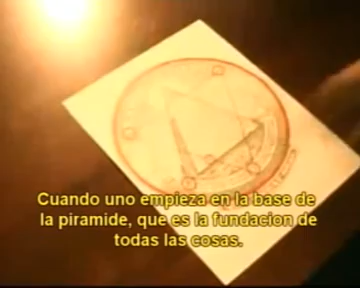 Cuando uno empieza en la base de
la piramide, que es la fundacion de
todas las cosas.